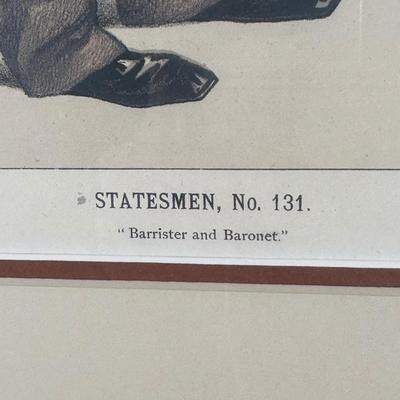 STATESMEN, No. 131.
"Barrister and Baronet."